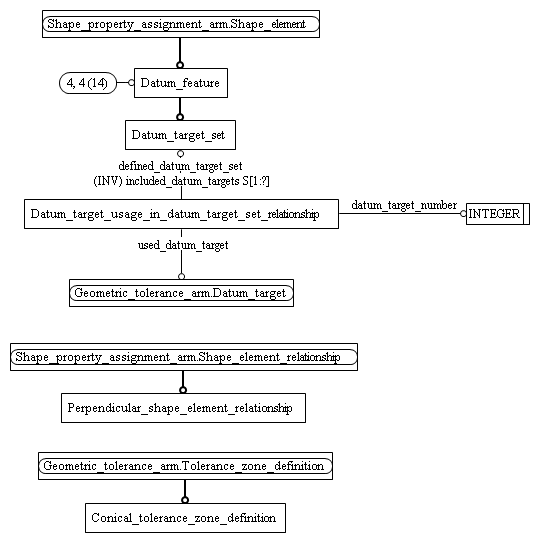 Shape_property_assignment_arm.Shape_element
4, 4 (14)
Datum_feature
Datum_target_set
defined_datum_target_set
(INV) included_datum_targets S[1:?]
Datum_target_usage_in_datum_target_set_relationship
datum_target_number
INTEGER
used_datum_target
Geometric_tolerance_arm.Datum_target
Shape_property_assignment_arm.Shape_element_relationship
Perpendicular_shape_element_relationship
Geometric_tolerance_arm.Tolerance_zone_definition
Conical_tolerance_zone_definition